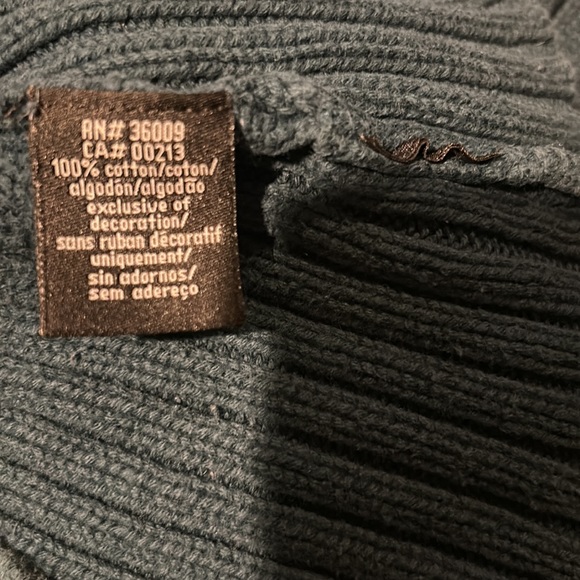 RN# 36009
CA# 00213
100% cotton/coton/
algodón/algodão
exclusive of
decoration/
sans ruban décoratif
uniquement/
sin adornos/
sem adereço